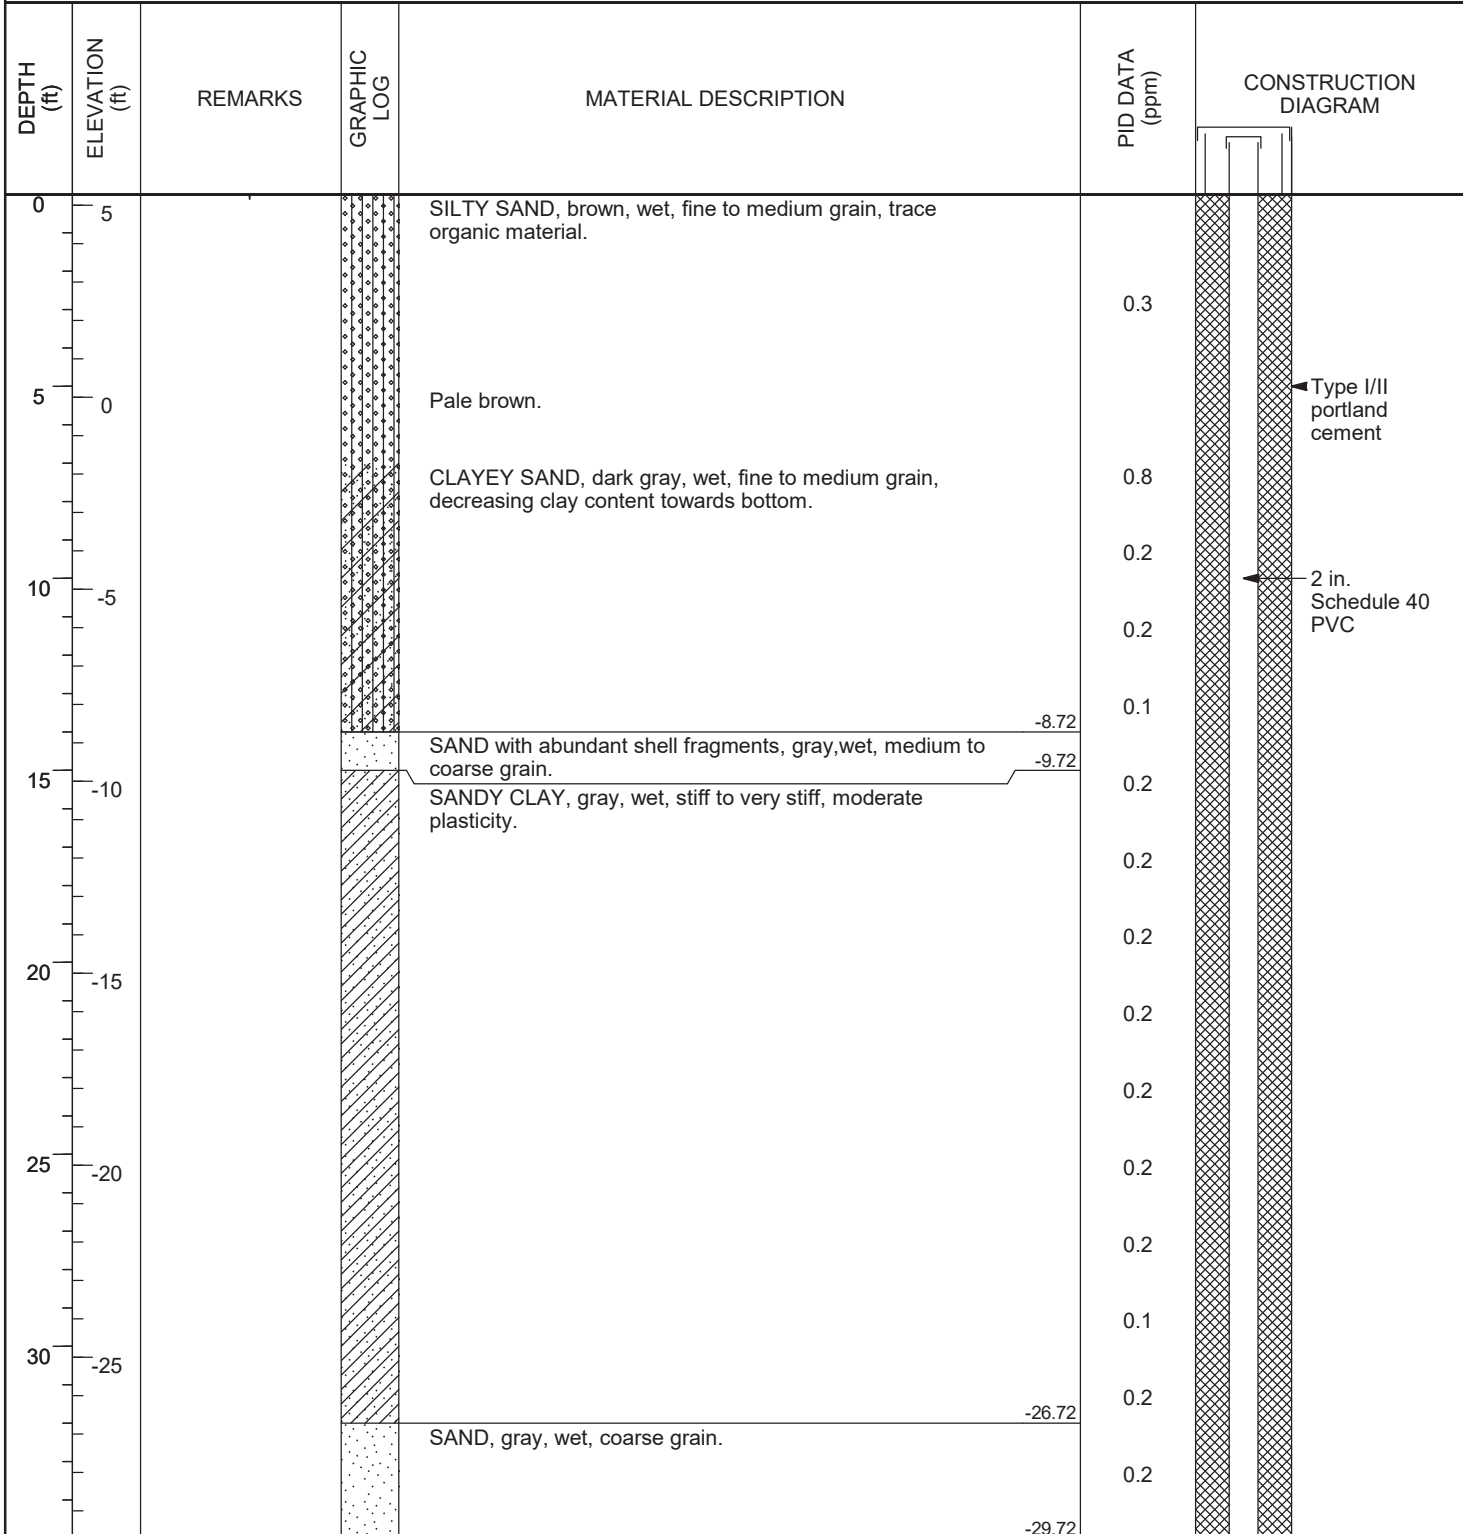 DEPTH
(ft)
ELEVATION
(ft)
REMARKS
GRAPHIC
LOG
MATERIAL DESCRIPTION
PID DATA
(ppm)
CONSTRUCTION
DIAGRAM
0
5
SILTY SAND, brown, wet, fine to medium grain, trace
organic material.
0.3
5
0
Pale brown.
Type I/II
portland
cement
CLAYEY SAND, dark gray, wet, fine to medium grain,
decreasing clay content towards bottom.
0.8
0.2
10
-5
2 in.
Schedule 40
PVC
0.2
0.1
-8.72
SAND with abundant shell fragments, gray,wet, medium to
coarse grain.
-9.72
15
-10
0.2
SANDY CLAY, gray, wet, stiff to very stiff, moderate
plasticity.
0.2
0.2
20
-15
0.2
0.2
25
-20
0.2
0.2
0.1
30
-25
0.2
-26.72
SAND, gray, wet, coarse grain.
0.2
-29.72